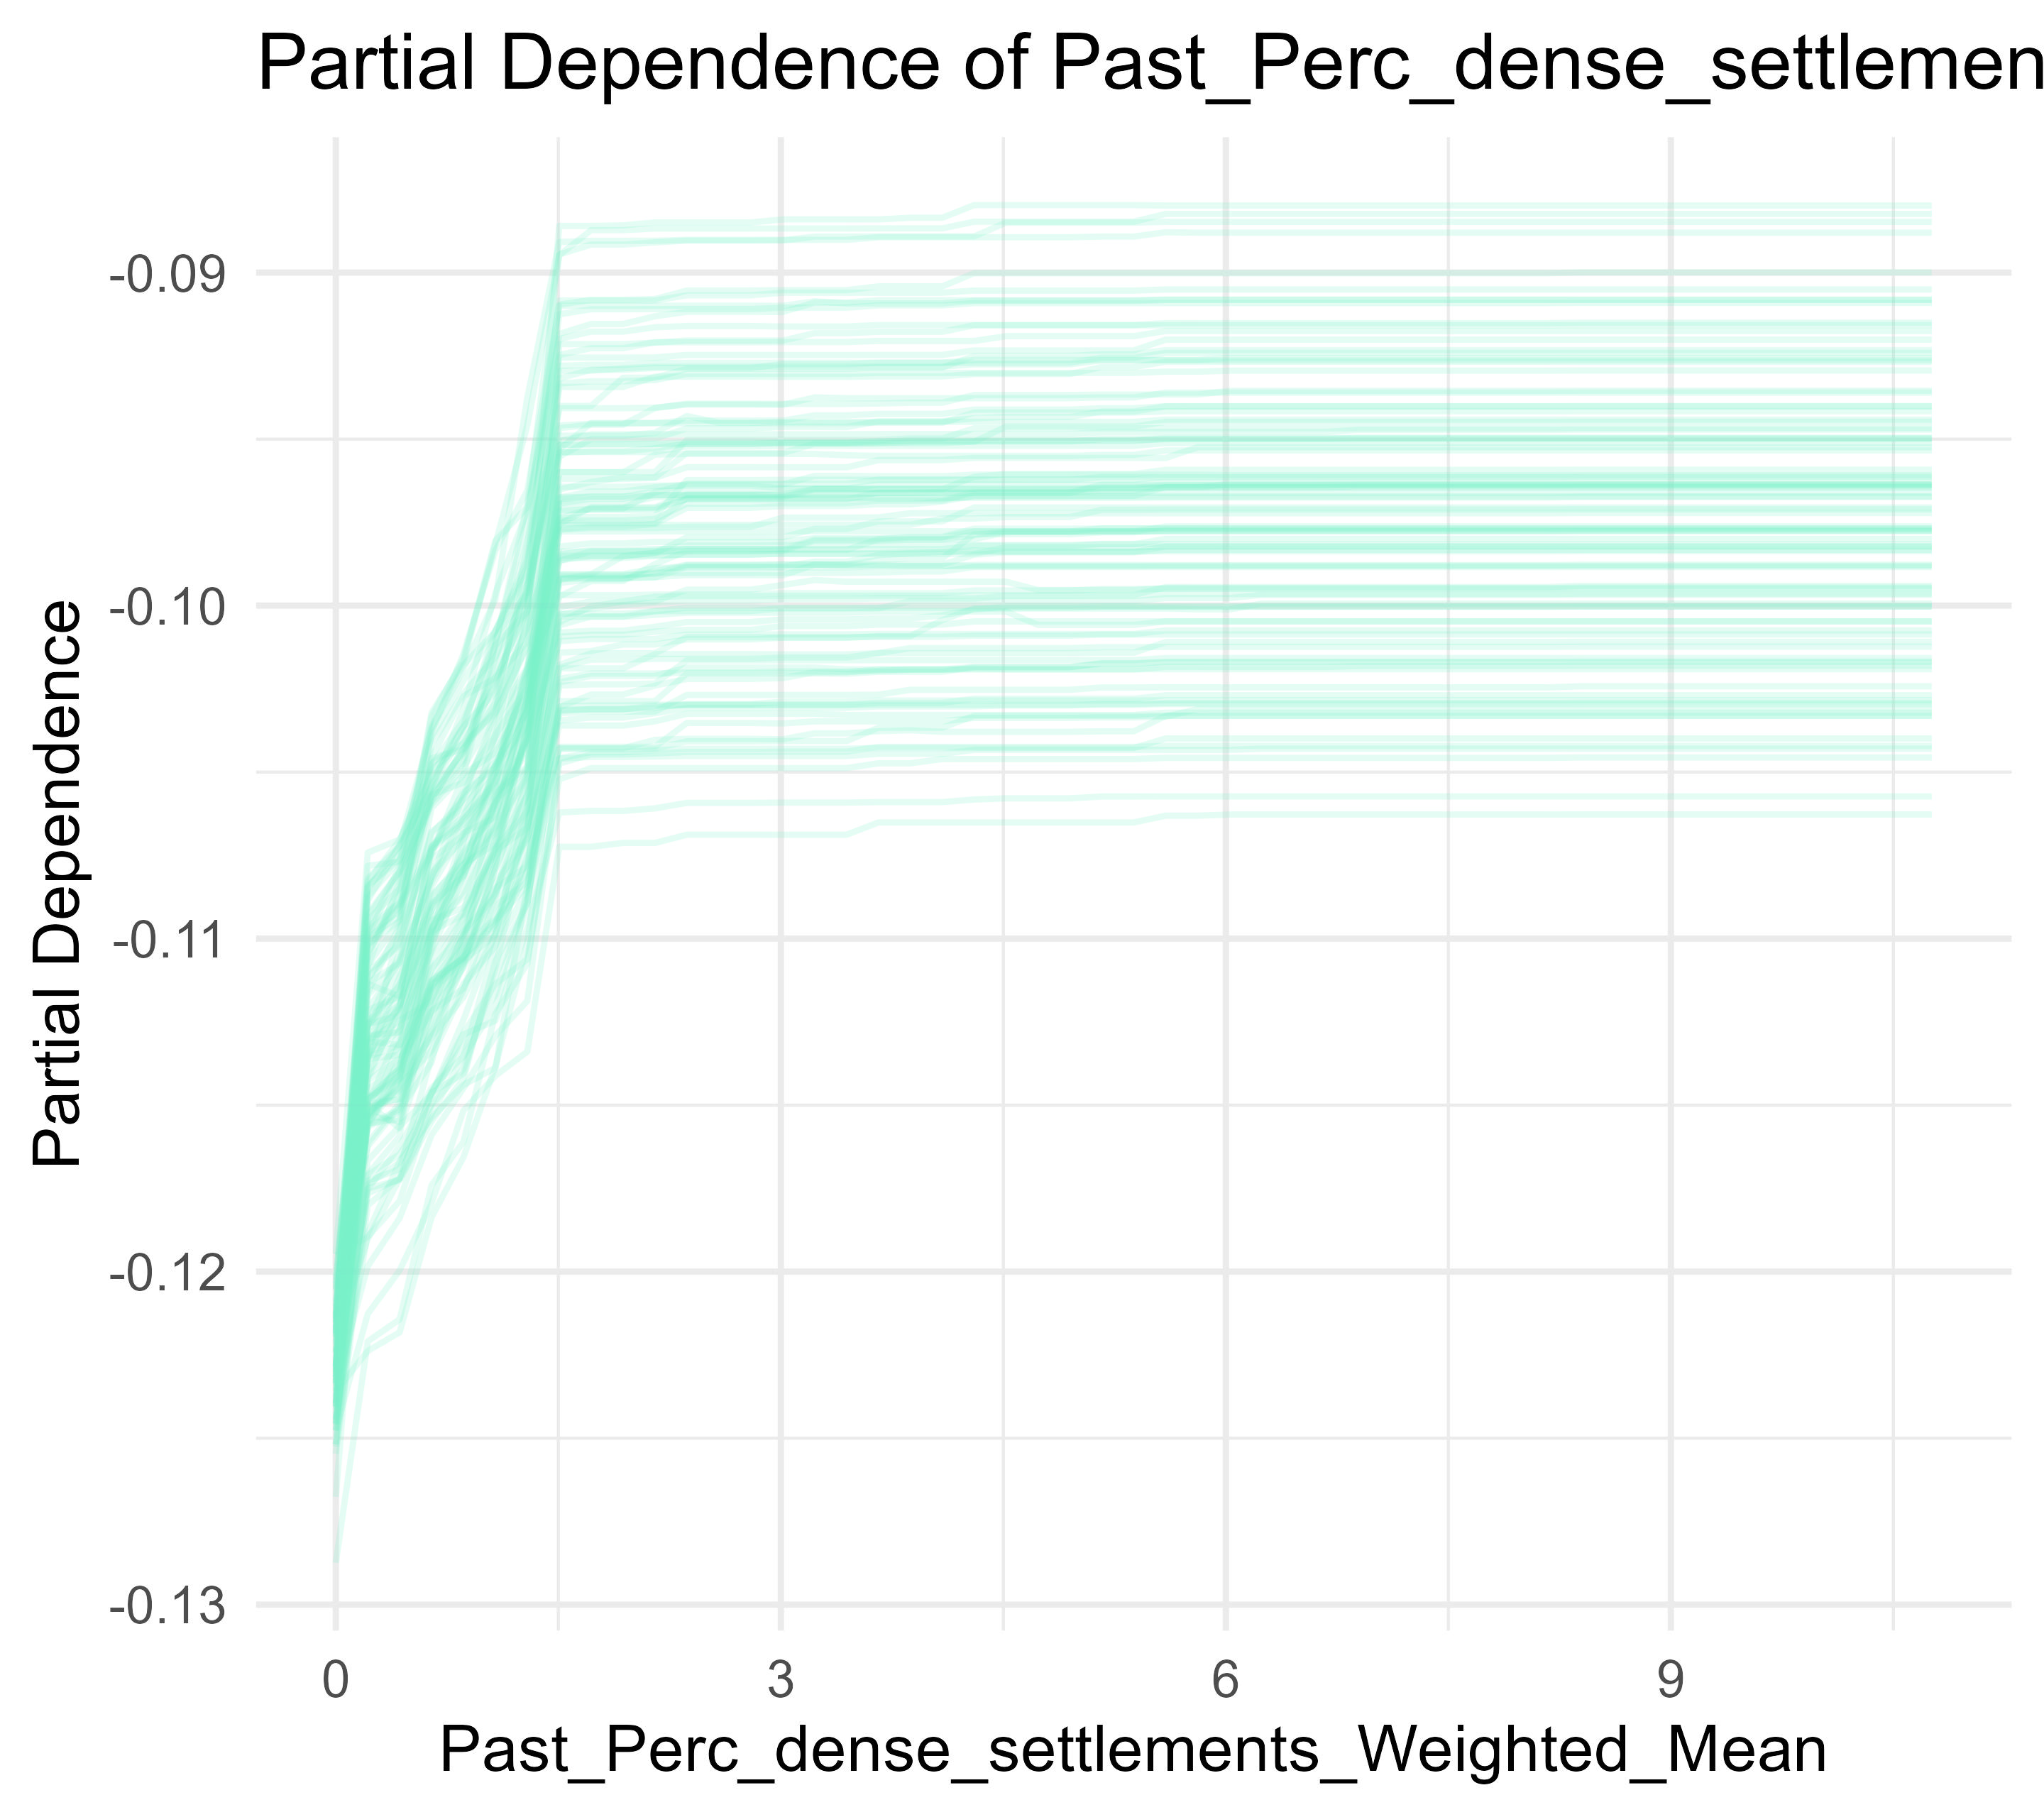 Partial Dependence of Past_Perc_dense_settlemen
Partial Dependence
-0.09
-0.10
-0.11
-0.12
-0.13
0 3 6 9
Past_Perc_dense_settlements_Weighted_Mean